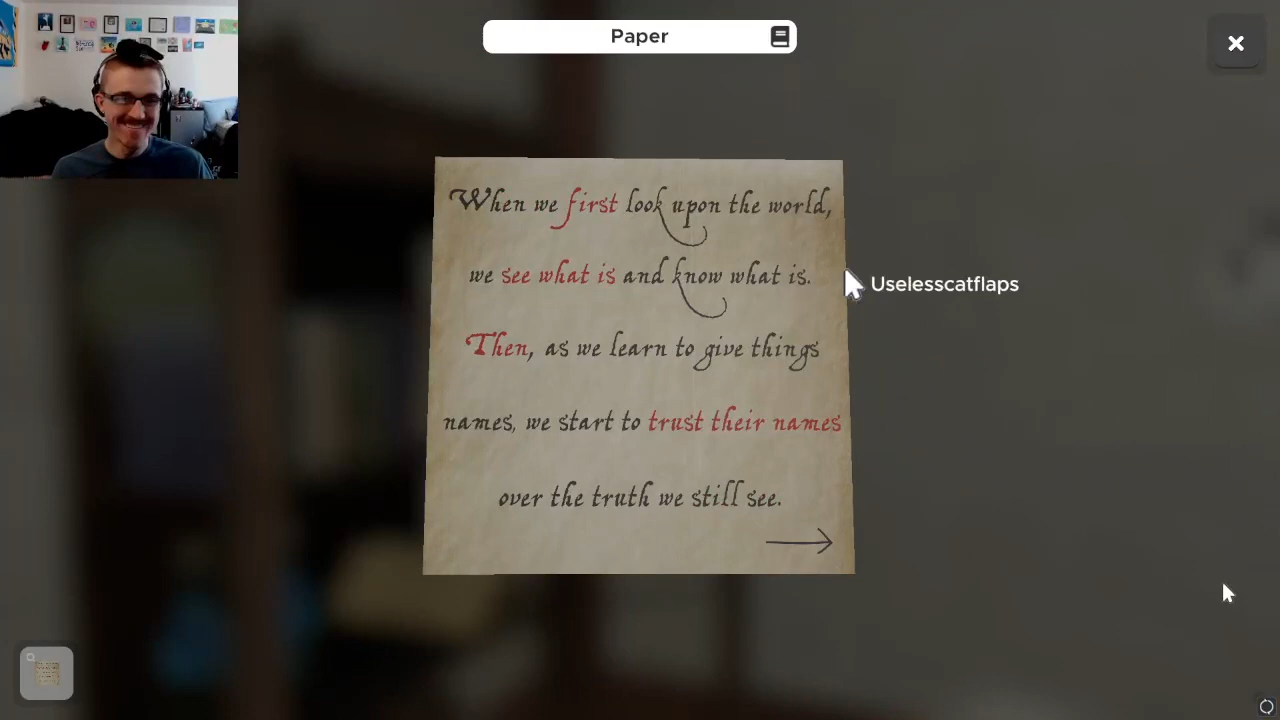 Paper
When we first look upon the world,
we see what is and know what is.
Uselesscatflaps
Then, as we learn to give things
names, we start to trust their names
over the truth we still see.